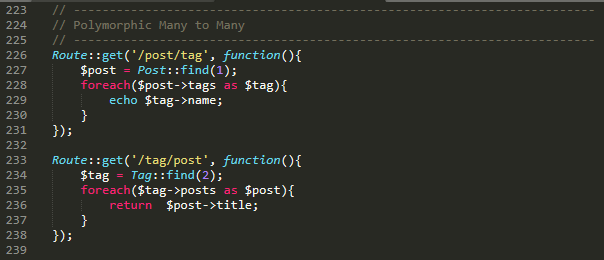 223 // -------------------------------------------------------------------------
224 // Polymorphic Many to Many
225 // -------------------------------------------------------------------------
226 Route::get('/post/tag', function(){
227     $post = Post::find(1);
228     foreach($post->tags as $tag){
229         echo $tag->name;
230     }
231 });
232
233 Route::get('/tag/post', function(){
234     $tag = Tag::find(2);
235     foreach($tag->posts as $post){
236         return  $post->title;
237     }
238 });
239